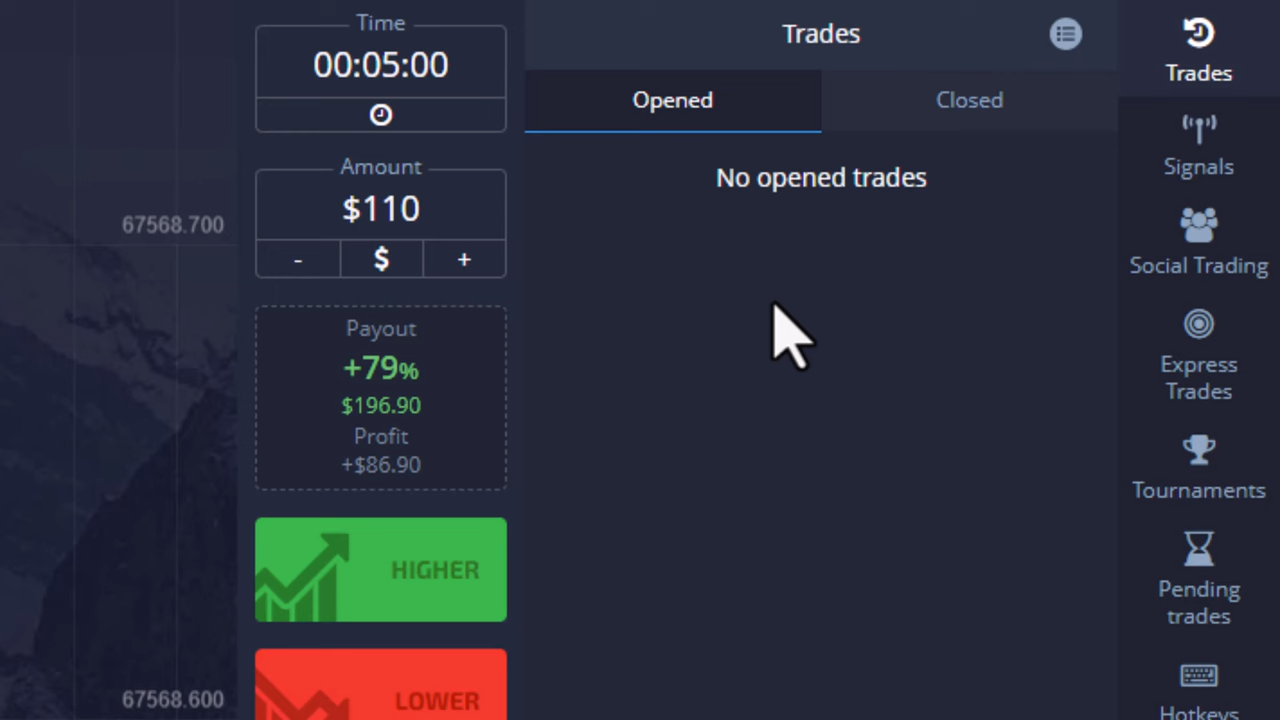 Time
00:05:00
Amount
$110
- $ +
Payout
+79%
$196.90
Profit
+$86.90
HIGHER
LOWER
67568.700
67568.600
Trades
Opened
Closed
No opened trades
Trades
Signals
Social Trading
Express
Trades
Tournaments
Pending
trades
Hotkeys